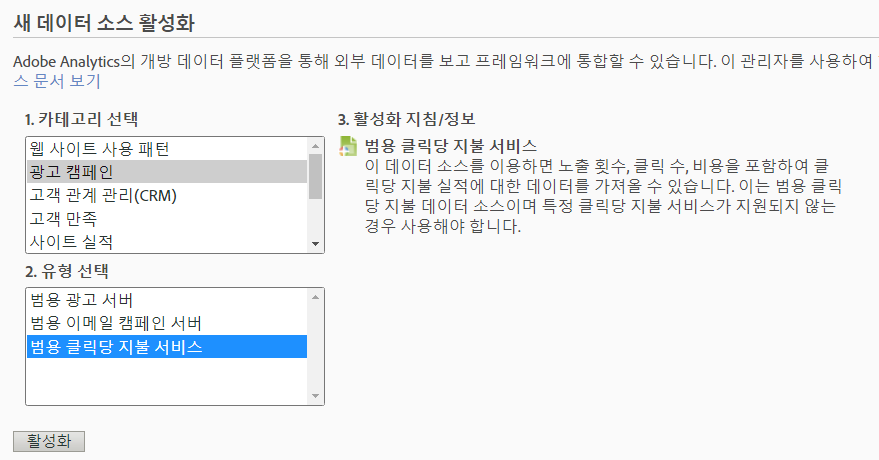 새 데이터 소스 활성화
Adobe Analytics의 개방 데이터 플랫폼을 통해 외부 데이터를 보고 프레임워크에 통합할 수 있습니다. 이 관리자를 사용하여
스 문서 보기
1. 카테고리 선택
웹 사이트 사용 패턴
광고 캠페인
고객 관계 관리(CRM)
고객 만족
사이트 실적
2. 유형 선택
범용 광고 서버
범용 이메일 캠페인 서버
범용 클릭당 지불 서비스
3. 활성화 지침/정보
범용 클릭당 지불 서비스
이 데이터 소스를 이용하면 노출 횟수, 클릭 수, 비용을 포함하여 클
릭당 지불 실적에 대한 데이터를 가져올 수 있습니다. 이는 범용 클릭
당 지불 데이터 소스이며 특정 클릭당 지불 서비스가 지원되지 않는
경우 사용해야 합니다.
활성화